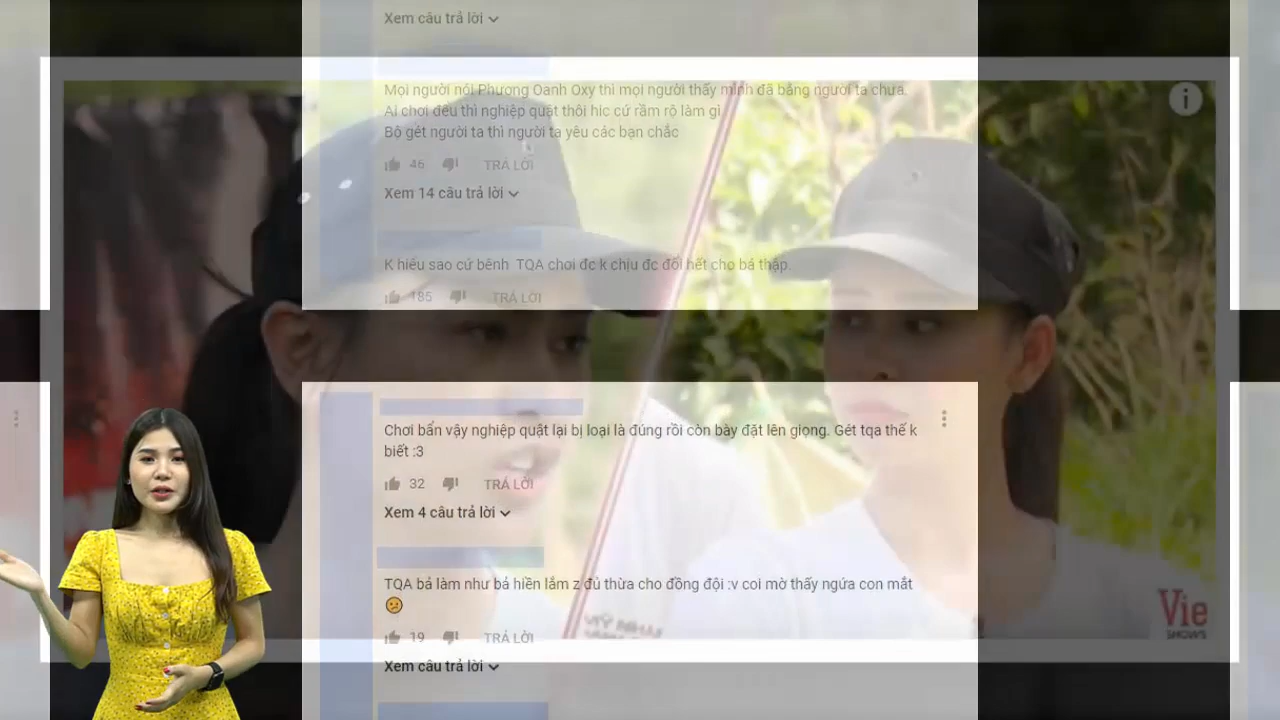 Xem câu trả lời
Mọi người nói Phương Oanh Oxy thì mọi người thấy mình đã bằng người ta chưa.
Ai chơi đểu thì nghiệp quật thôi hic cứ rầm rộ làm gì
Bộ gét người ta thì người ta yêu các bạn chắc
46 TRẢ LỜI
Xem 14 câu trả lời
K hiểu sao cứ bênh TQA chơi đc k chịu đc đổi hết cho bá thập.
185 TRẢ LỜI
Chơi bẩn vậy nghiệp quật lại bị loại là đúng rồi còn bày đặt lên giọng. Gét tqa thế k
biết :3
32 TRẢ LỜI
Xem 4 câu trả lời
TQA bả làm như bả hiền lắm z đủ thừa cho đồng đội :v coi mờ thấy ngứa con mắt
19 TRẢ LỜI
Xem câu trả lời
Vie
SHOWS